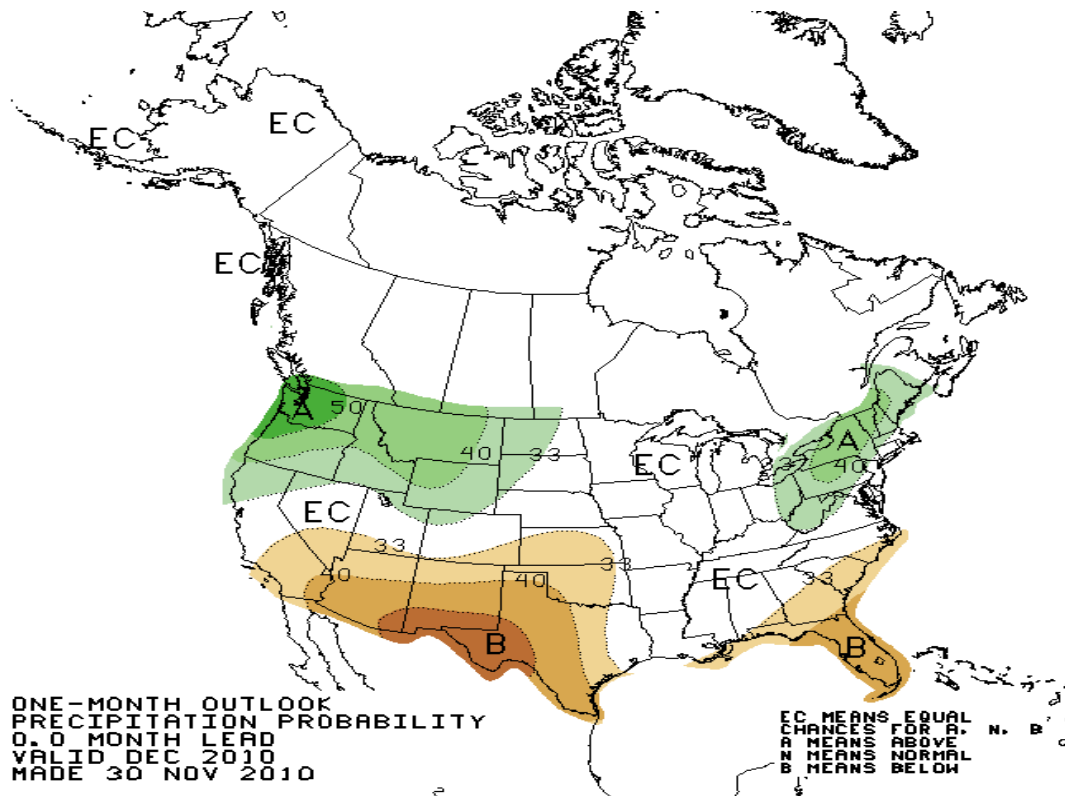 EC
EC
EC
A
50
40
33
EC
A
33
40
EC
33
40
40
33
EC
33
B
B
ONE-MONTH OUTLOOK
PRECIPITATION PROBABILITY
0.0 MONTH LEAD
VALID DEC 2010
MADE 30 NOV 2010
EC MEANS EQUAL
CHANCES FOR A, N, B
A MEANS ABOVE
N MEANS NORMAL
B MEANS BELOW